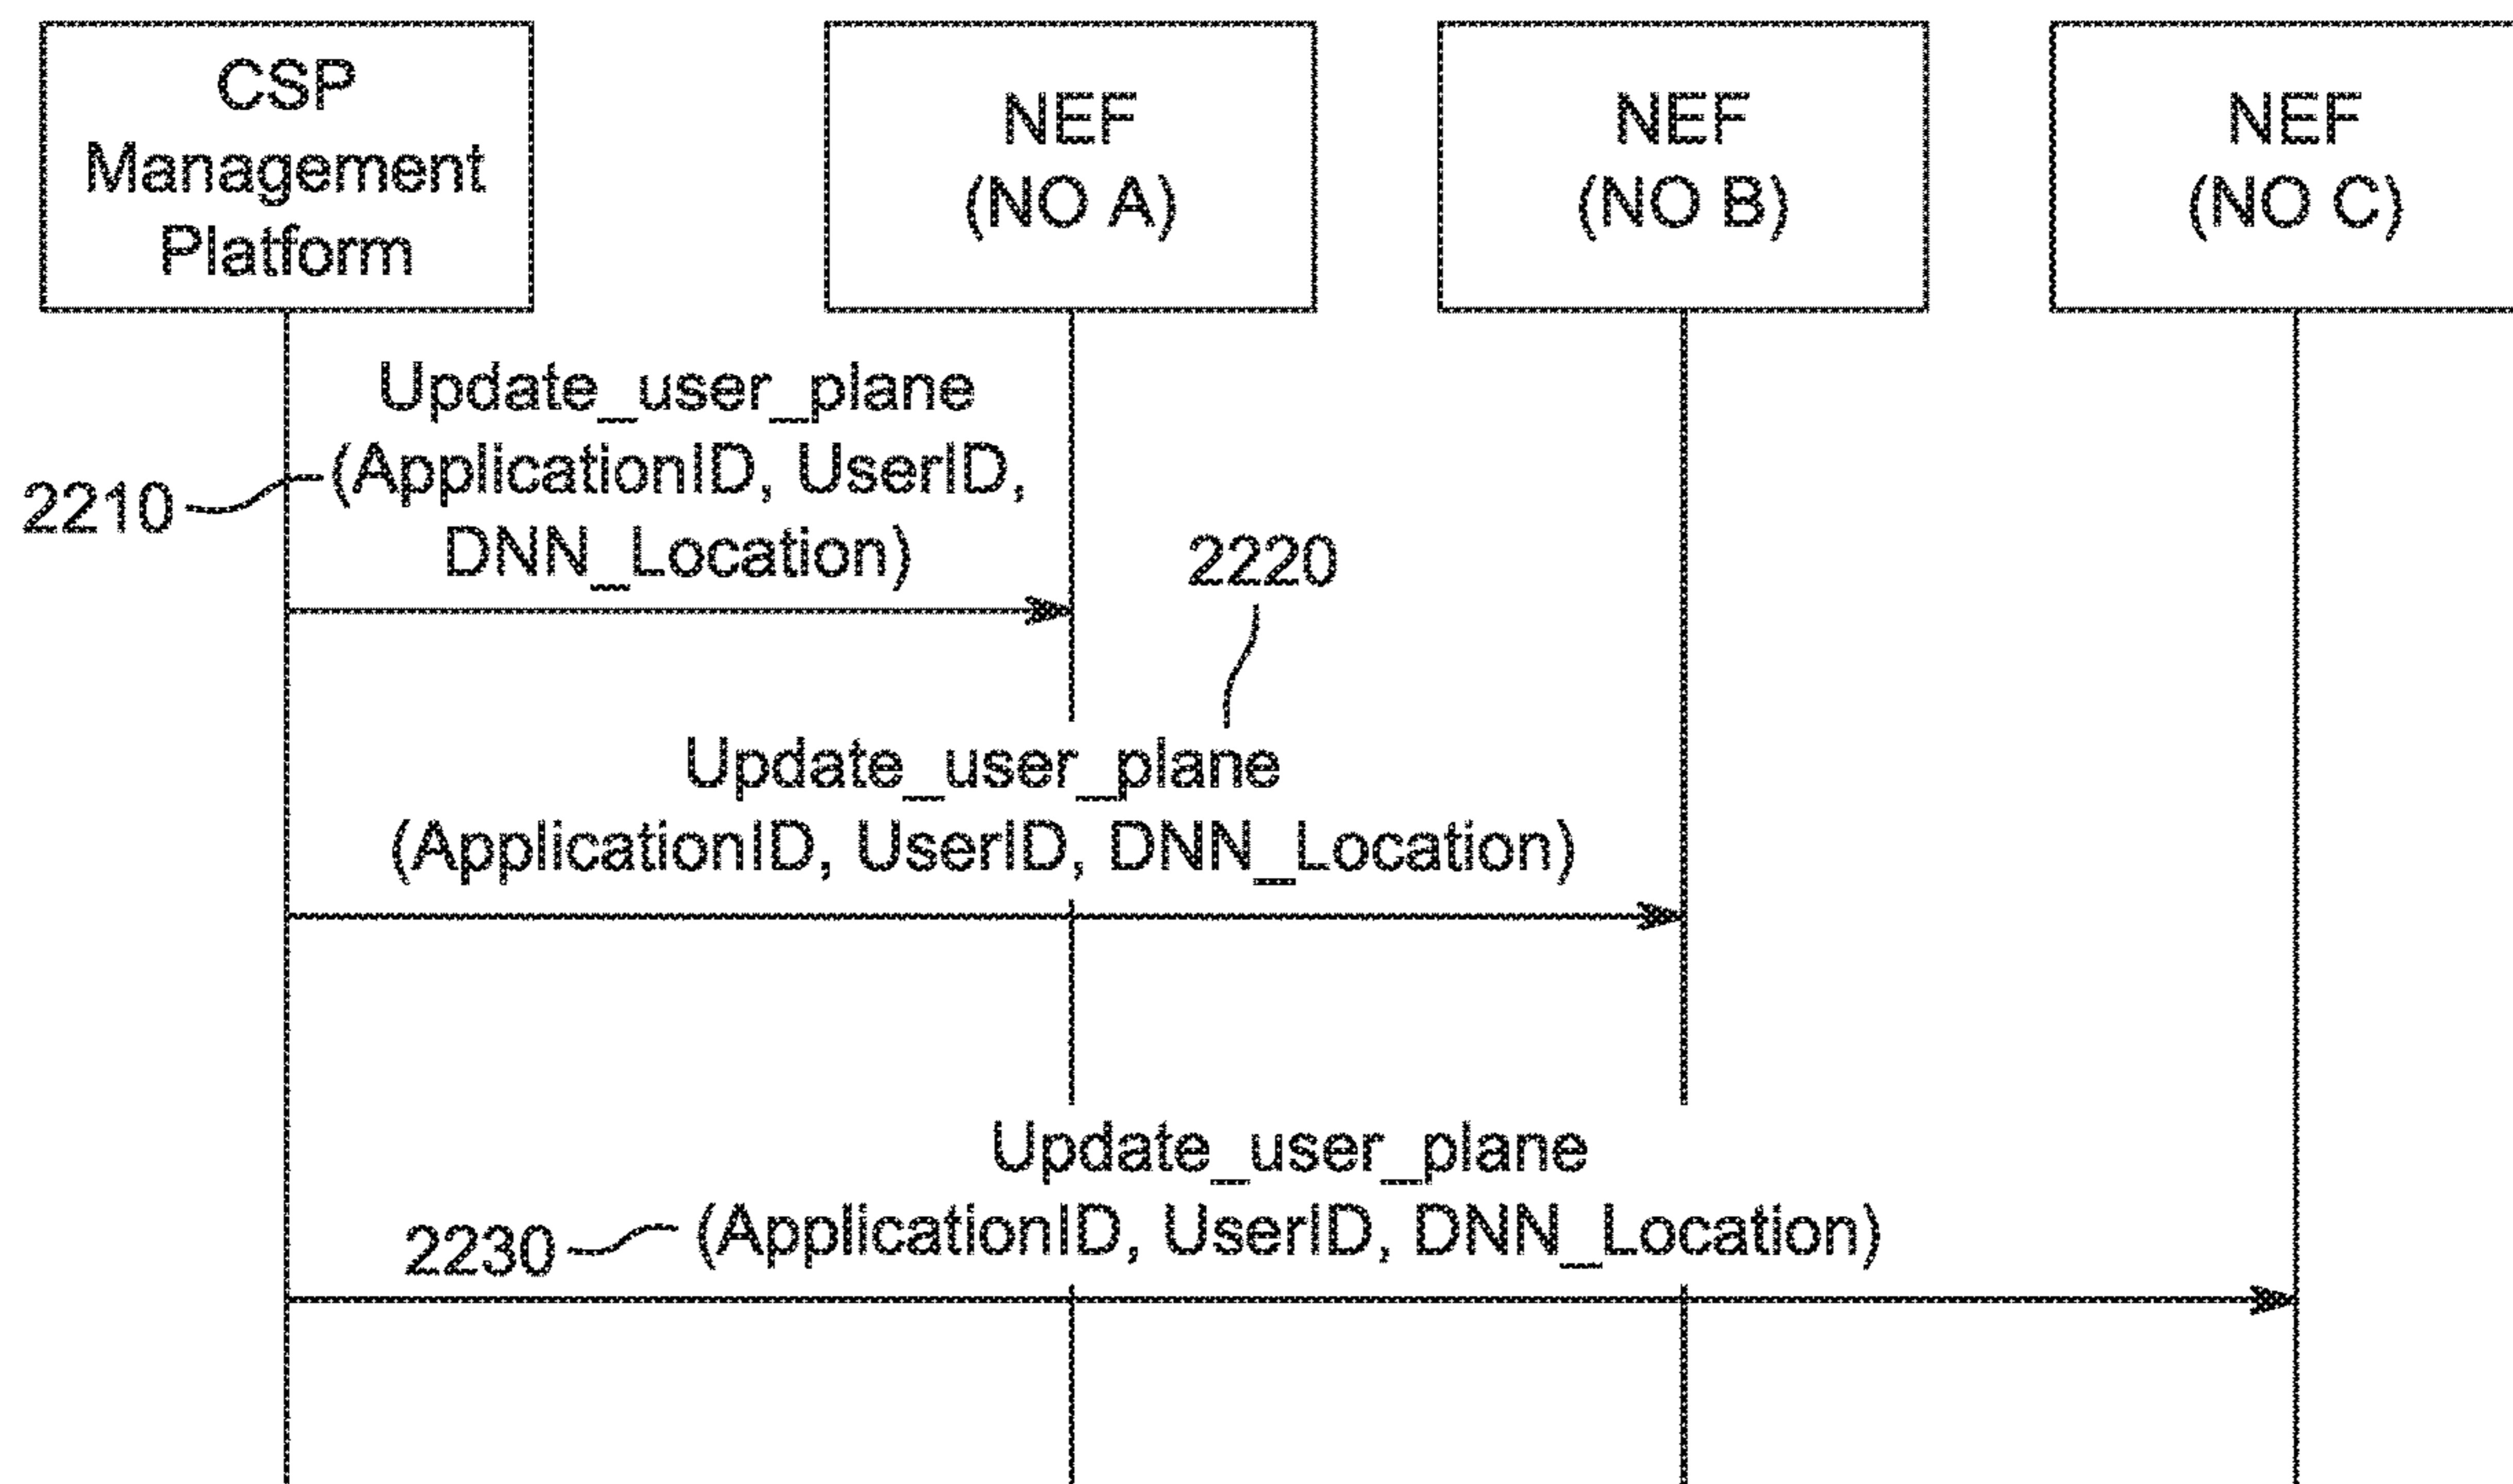 CSP
Management
Platform
NEF
(NO A)
NEF
(NO B)
NEF
(NO C)
Update_user_plane
2210
(ApplicationID, UserID,
DNN_Location)
2220
Update_user_plane
(ApplicationID, UserID, DNN_Location)
Update_user_plane
2230
(ApplicationID, UserID, DNN_Location)